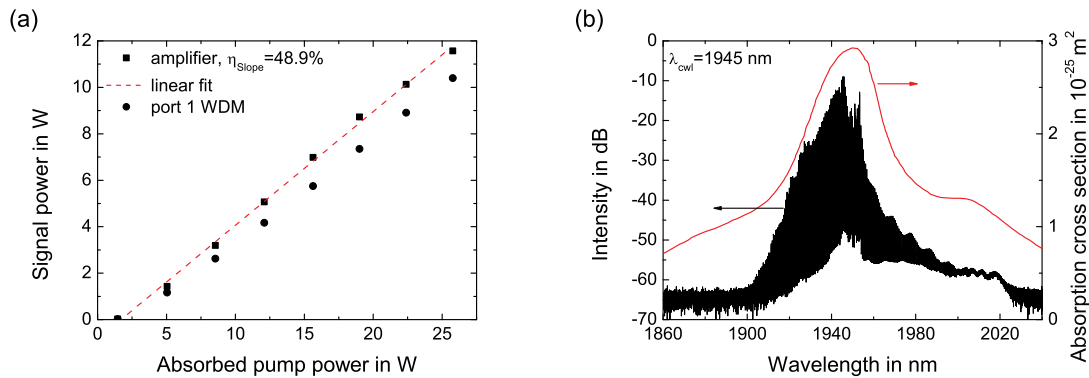 (a)
12
10
8
6
4
2
0
Signal power in W
amplifier, ηSlope=48.9%
linear fit
port 1 WDM
0 5 10 15 20 25
Absorbed pump power in W
(b)
0
-10
-20
-30
-40
-50
-60
-70
Intensity in dB
λcwl=1945 nm
3
2
1
0
Absorption cross section in 10⁻²⁵ m²
1860 1900 1940 1980 2020
Wavelength in nm